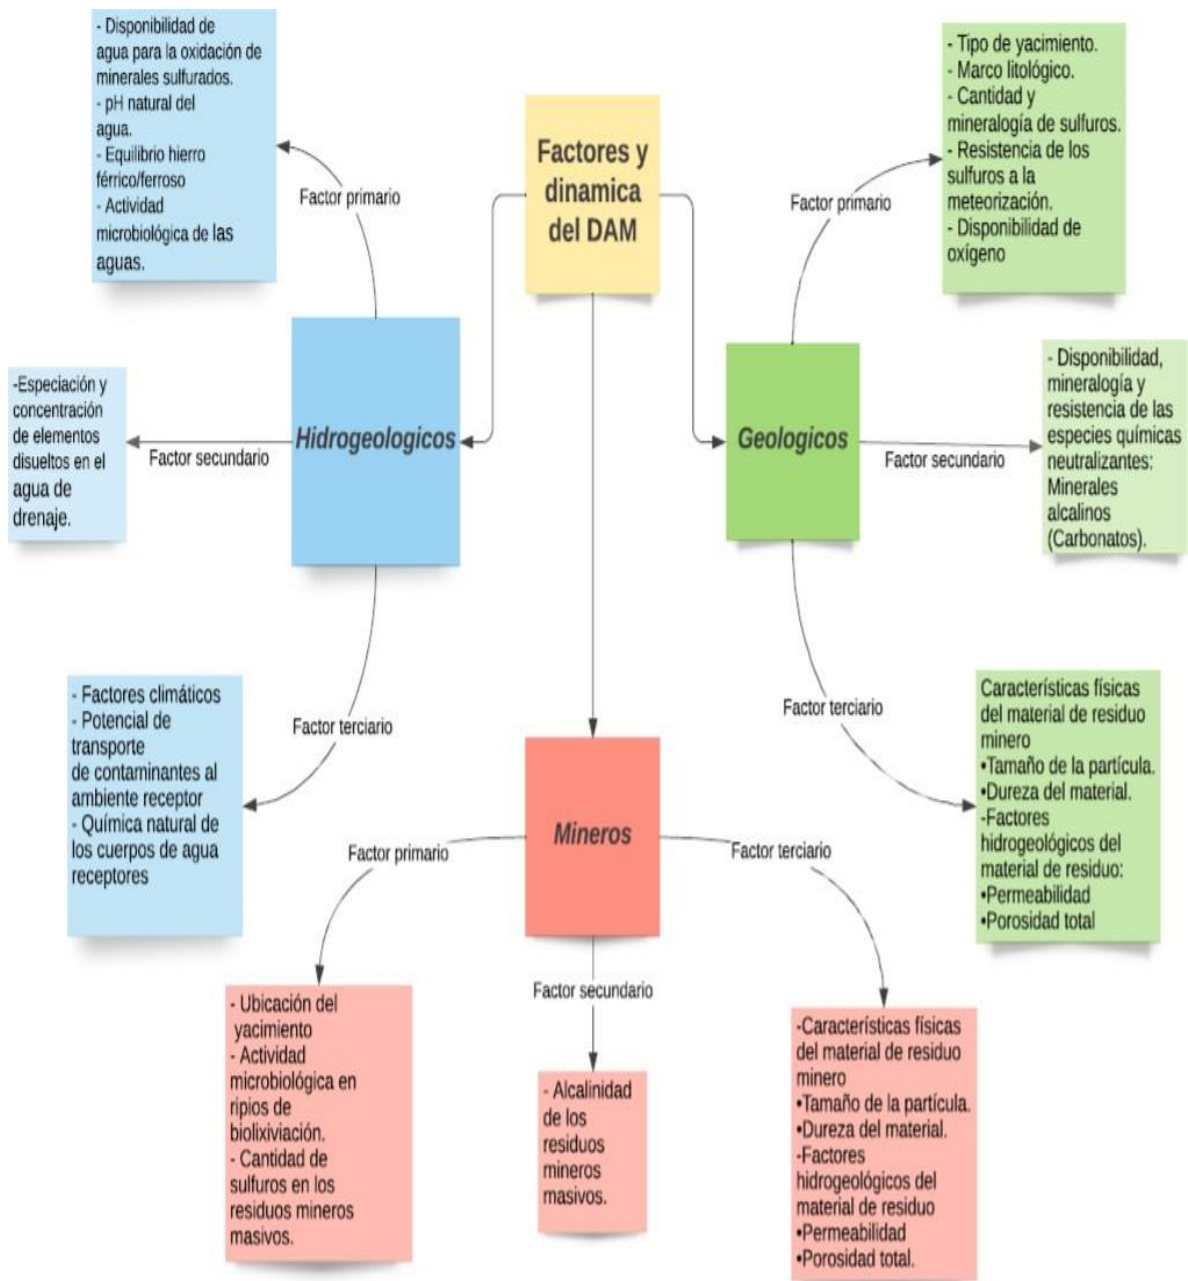 Factores y
dinamica
del DAM
Hidrogeologicos
Factor primario
- Disponibilidad de
agua para la oxidación de
minerales sulfurados.
- pH natural del
agua.
- Equilibrio hierro
férrico/ferroso
- Actividad
microbiológica de las
aguas.
Factor secundario
-Especiación y
concentración
de elementos
disueltos en el
agua de
drenaje.
Factor terciario
- Factores climáticos
- Potencial de
transporte
de contaminantes al
ambiente receptor
- Química natural de
los cuerpos de agua
receptores
Geologicos
Factor primario
- Tipo de yacimiento.
- Marco litológico.
- Cantidad y
mineralogía de sulfuros.
- Resistencia de los
sulfuros a la
meteorización.
- Disponibilidad de
oxígeno
Factor secundario
- Disponibilidad,
mineralogía y
resistencia de las
especies químicas
neutralizantes:
Minerales
alcalinos
(Carbonatos).
Factor terciario
Características físicas
del material de residuo
minero
•Tamaño de la partícula.
•Dureza del material.
-Factores
hidrogeológicos del
material de residuo:
•Permeabilidad
•Porosidad total
Mineros
Factor primario
- Ubicación del
yacimiento
- Actividad
microbiológica en
ripios de
biolixiviación.
- Cantidad de
sulfuros en los
residuos mineros
masivos.
Factor secundario
- Alcalinidad
de los
residuos
mineros
masivos.
Factor terciario
-Características físicas
del material de residuo
minero
•Tamaño de la partícula.
•Dureza del material.
-Factores
hidrogeológicos del
material de residuo
•Permeabilidad
•Porosidad total.